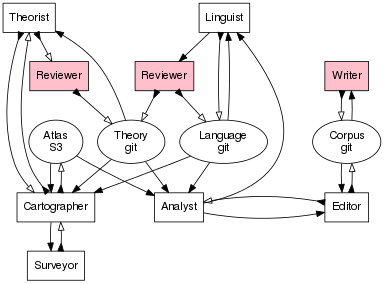 Theorist
Linguist
Reviewer
Reviewer
Writer
Atlas
S3
Theory
git
Language
git
Corpus
git
Cartographer
Analyst
Editor
Surveyor